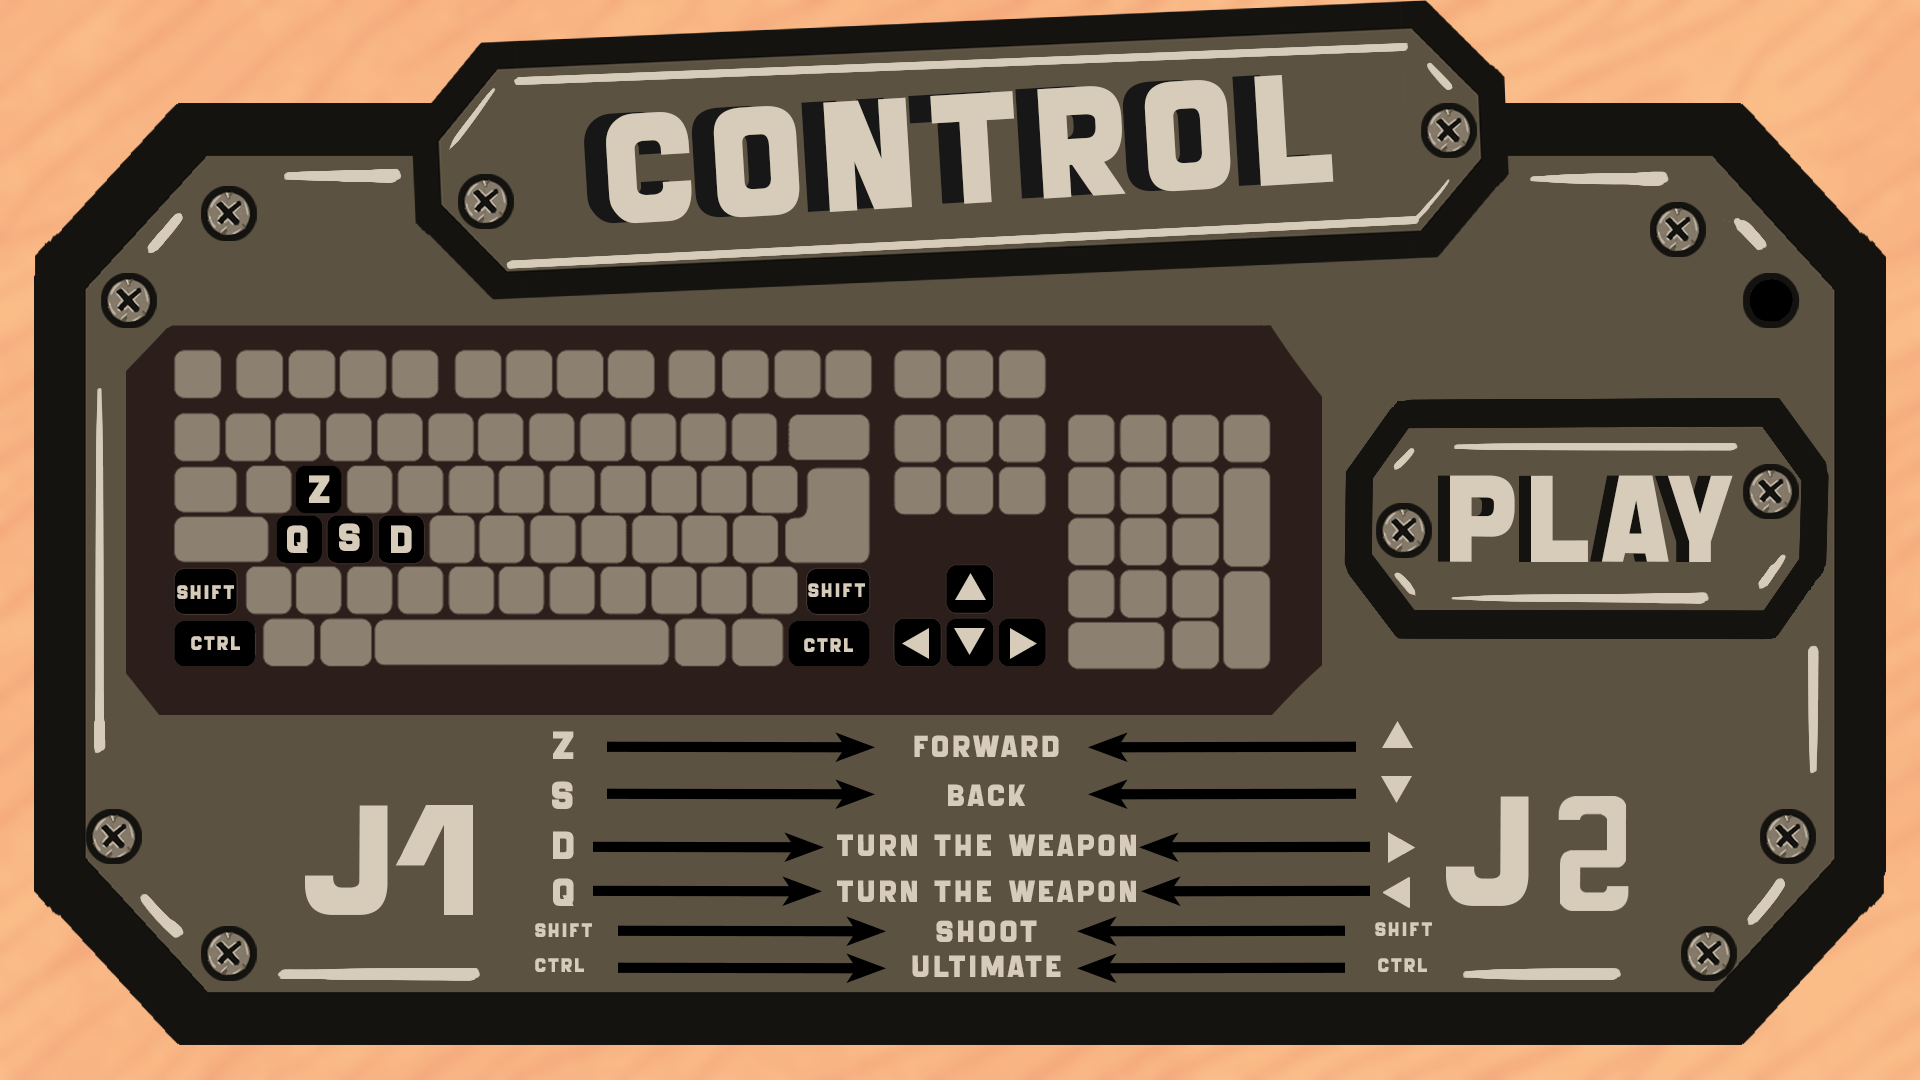 CONTROL
Z
Q S D
PLAY
SHIFT SHIFT
CTRL CTRL
Z FORWARD
S BACK
D TURN THE WEAPON
Q TURN THE WEAPON
SHIFT SHOOT SHIFT
CTRL ULTIMATE CTRL
J1
J2